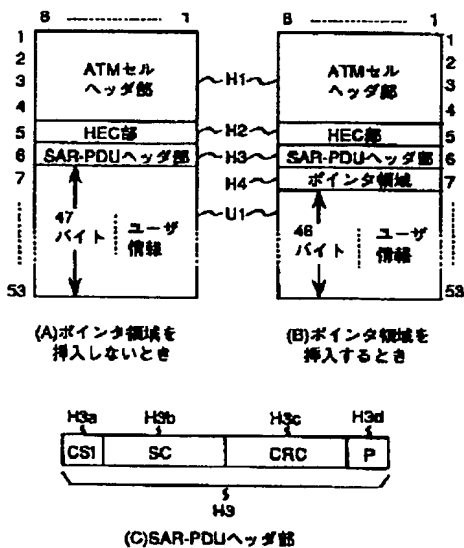 8 1
8 1
1
2
3
4
5
6
7
53
ATMセル
ヘッダ部
HEC部
SAR-PDUヘッダ部
47
バイト
ユーザ
情報
H1
H2
H3
H4
U1
ATMセル
ヘッダ部
HEC部
SAR-PDUヘッダ部
ポインタ領域
46
バイト
ユーザ
情報
1
2
3
4
5
6
7
53
(A)ポインタ領域を
挿入しないとき
(B)ポインタ領域を
挿入するとき
H3a H3b H3c H3d
CSI SC CRC P
H3
(C)SAR-PDUヘッダ部